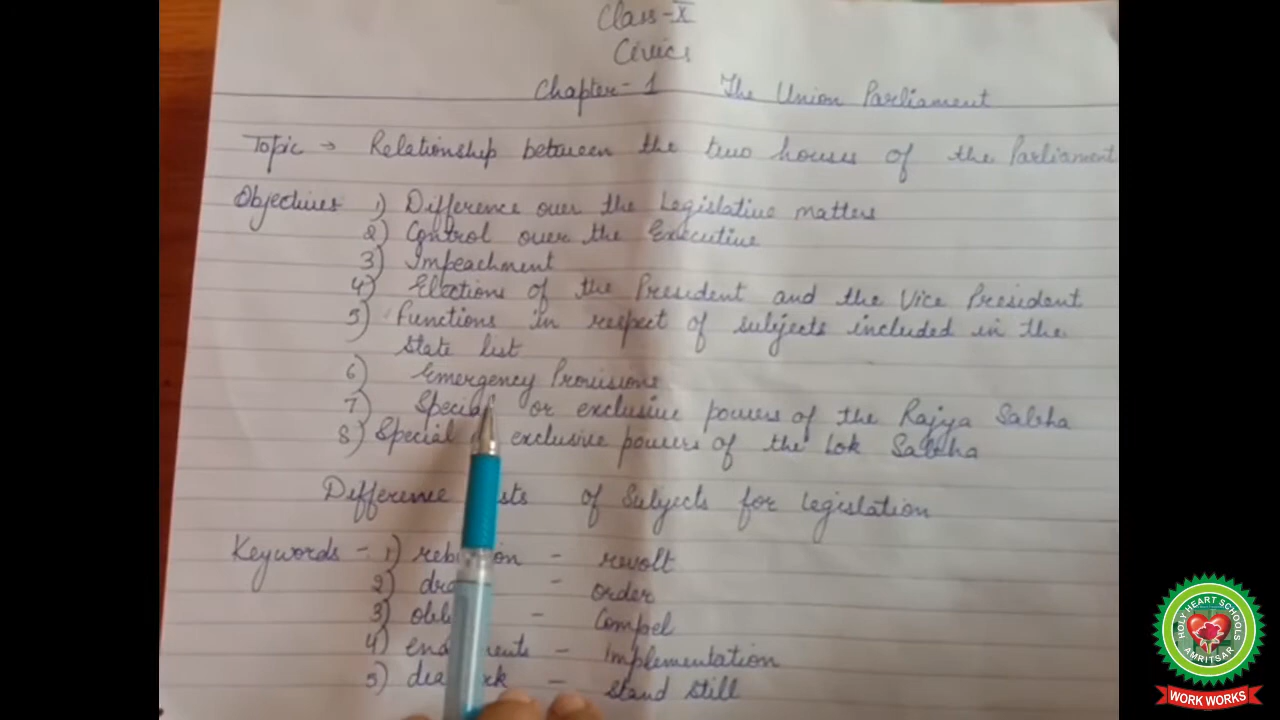 Class-X
Civics
Chapter-1 The Union Parliament
Topic → Relationship between the two houses of the Parliament
Objectives 1) Difference over the Legislative matters
2) Control over the Executive
3) Impeachment
4) Elections of the President and the Vice President
5) Functions in respect of subjects included in the
State list
6) Emergency Provisions
7) Special or exclusive powers of the Rajya Sabha
8) Special exclusive powers of the Lok Sabha
Difference of Subjects for legislation
Keywords - 1) - revolt
2) - order
3) - Compel
4) - Implementation
5) - stand still
HOLY HEART SCHOOLS
AMRITSAR
WORK WORKS